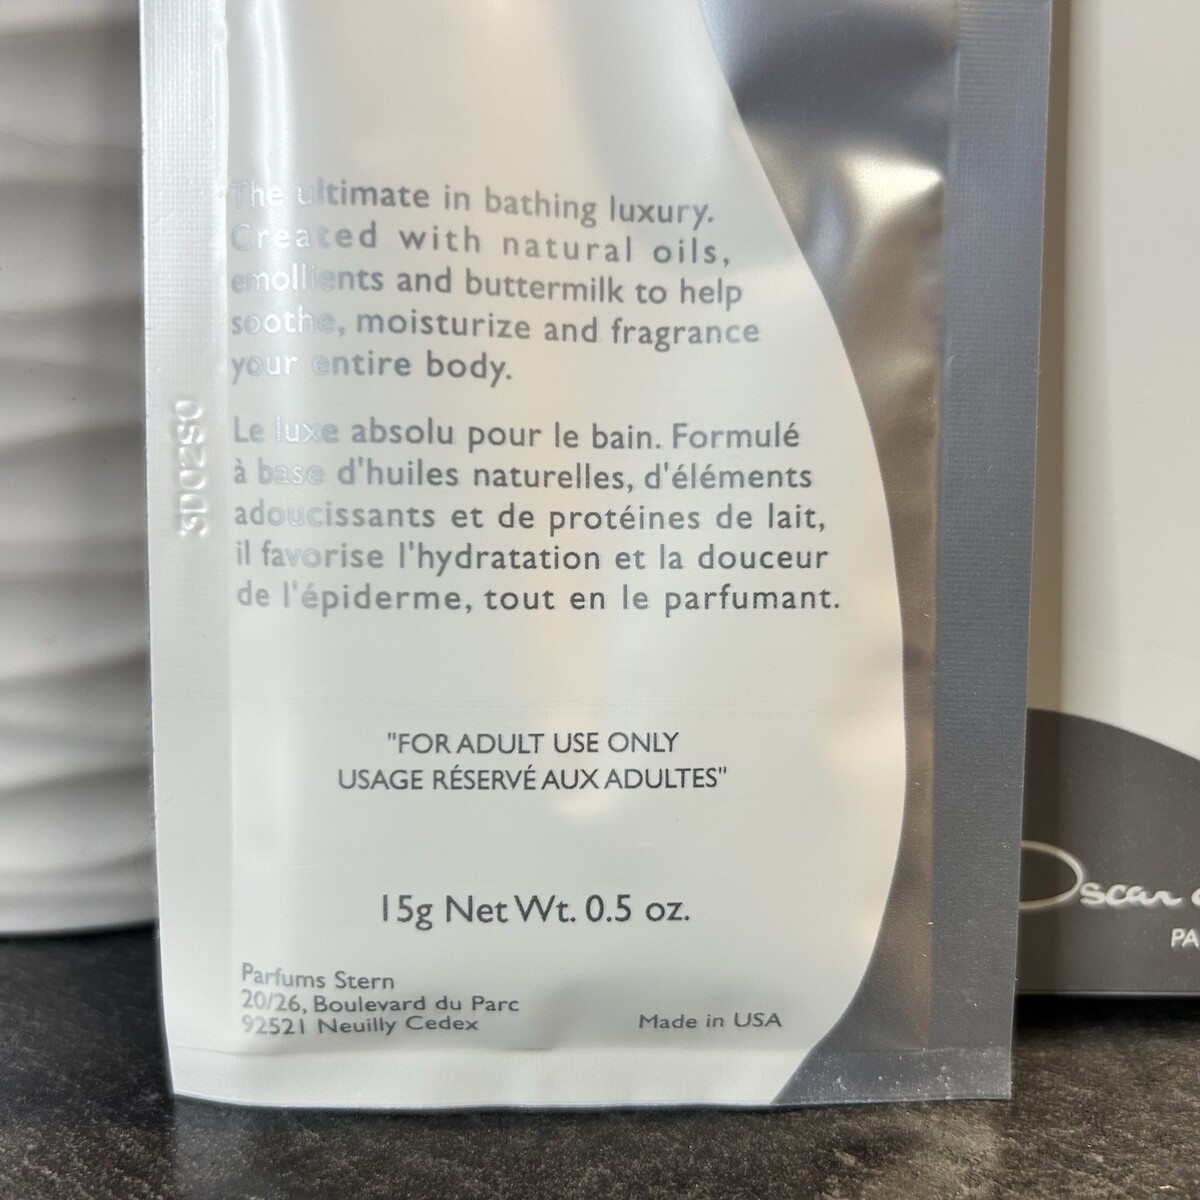 The ultimate in bathing luxury.
Created with natural oils,
emollients and buttermilk to help
soothe, moisturize and fragrance
your entire body.
Le luxe absolu pour le bain. Formulé
à base d'huiles naturelles, d'éléments
adoucissants et de protéines de lait,
il favorise l'hydratation et la douceur
de l'épiderme, tout en le parfumant.
"FOR ADULT USE ONLY
USAGE RÉSERVÉ AUX ADULTES"
15g Net Wt. 0.5 oz.
Parfums Stern
20/26, Boulevard du Parc
92521 Neuilly Cedex
Made in USA
Oscar